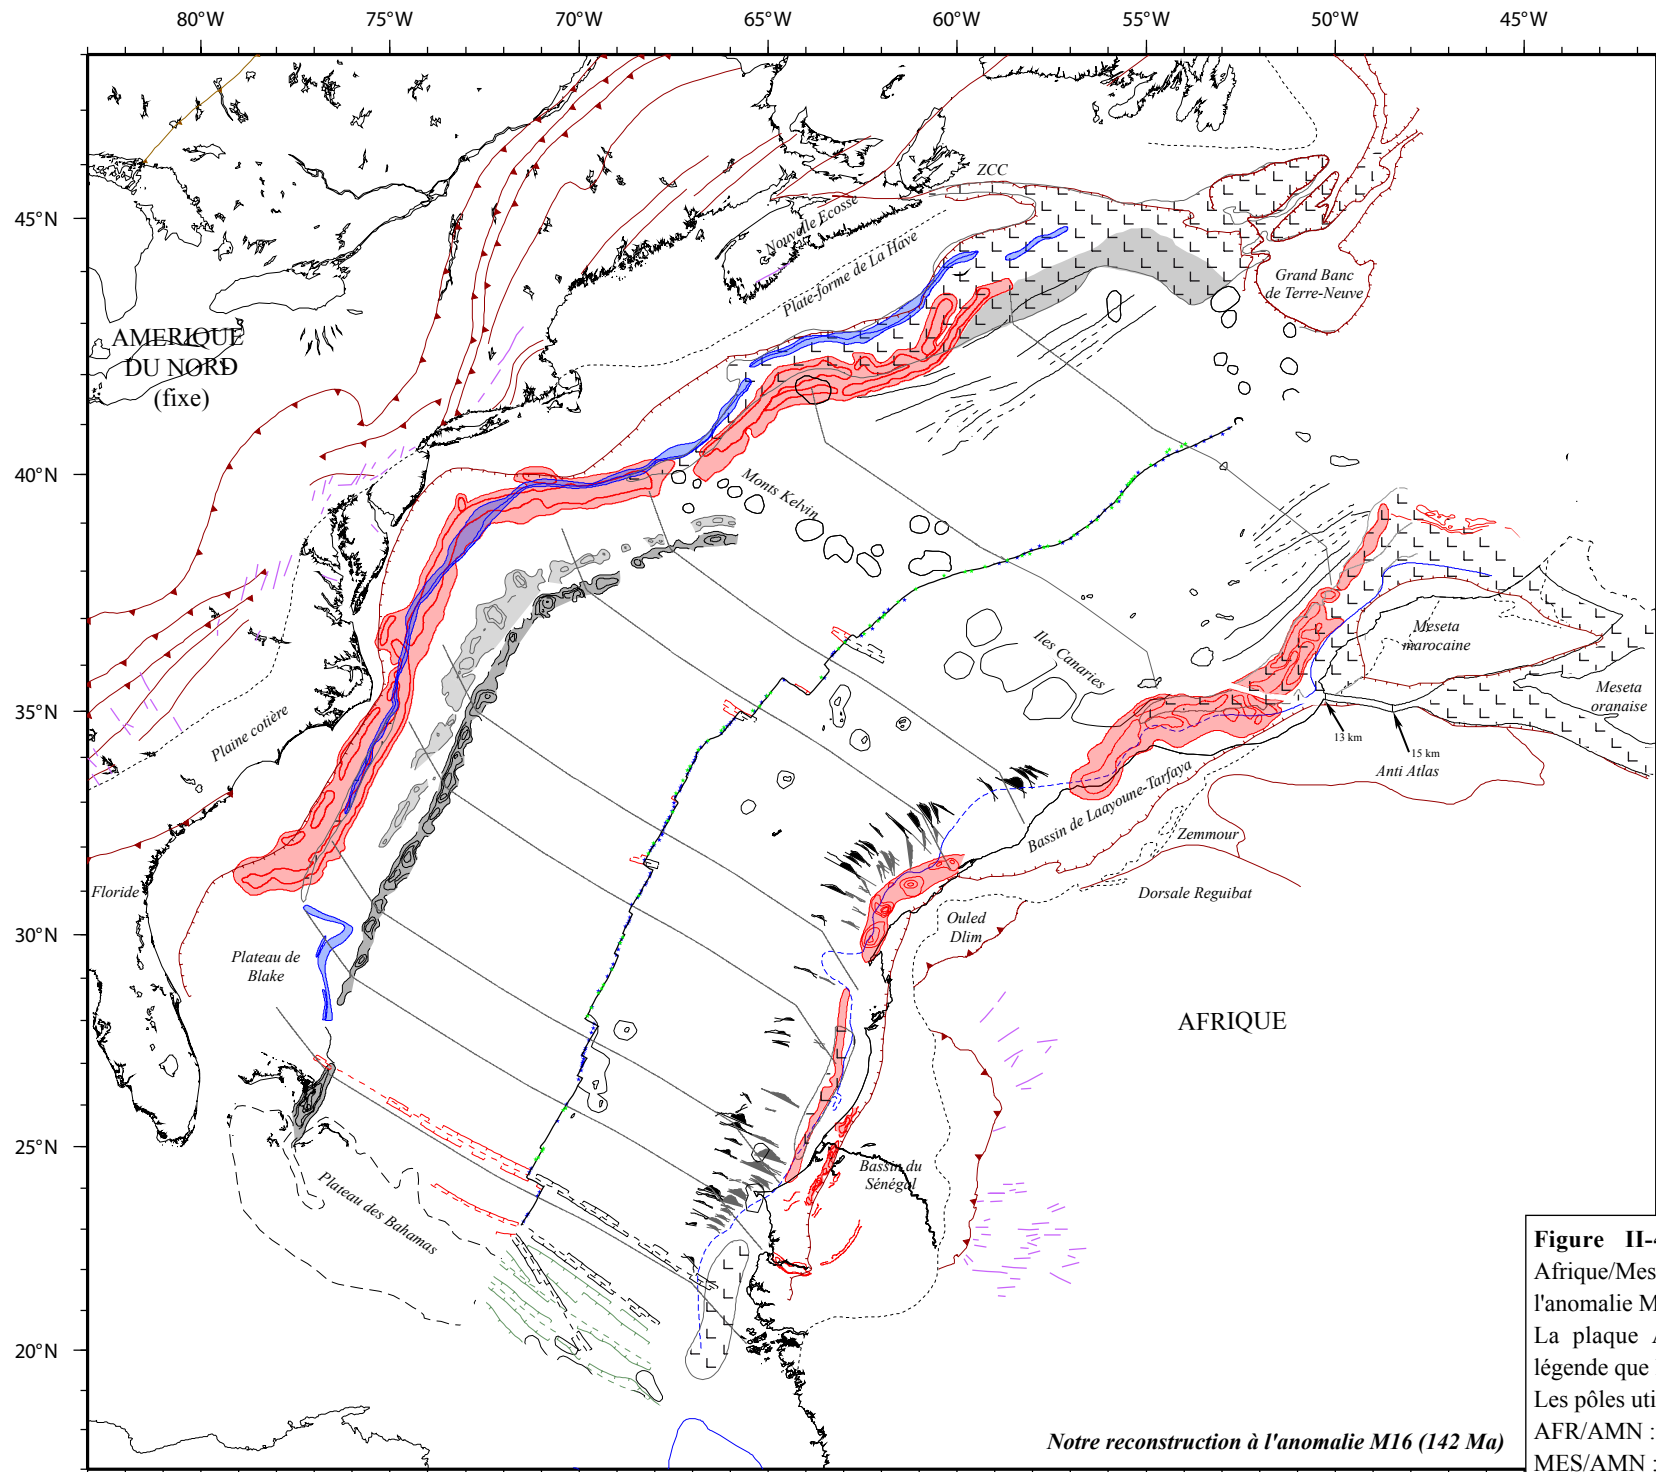 80°W 75°W 70°W 65°W 60°W 55°W 50°W 45°W
45°N
40°N
35°N
30°N
25°N
20°N
ZCC
Nouvelle Ecosse
Plate-forme de La Have
Grand Banc
de Terre-Neuve
AMERIQUE
DU NORD
(fixe)
Monts Kelvin
Iles Canaries
Meseta
marocaine
Meseta
oranaise
Plaine cotière
13 km
15 km
Anti Atlas
Bassin de Laayoune-Tarfaya
Zemmour
Dorsale Reguibat
Floride
Ouled
Dlim
Plateau de
Blake
AFRIQUE
Bassin du
Sénégal
Plateau des Bahamas
Notre reconstruction à l'anomalie M16 (142 Ma)
Figure II-4
Afrique/Mes
l'anomalie M
La plaque A
légende que
Les pôles uti
AFR/AMN :
MES/AMN :